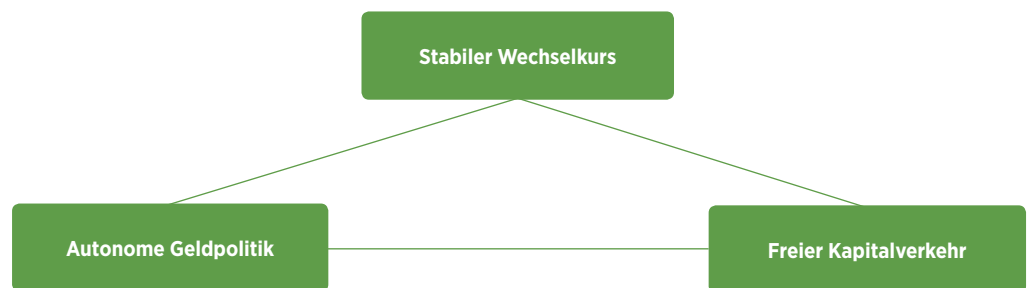 Stabiler Wechselkurs
Autonome Geldpolitik
Freier Kapitalverkehr